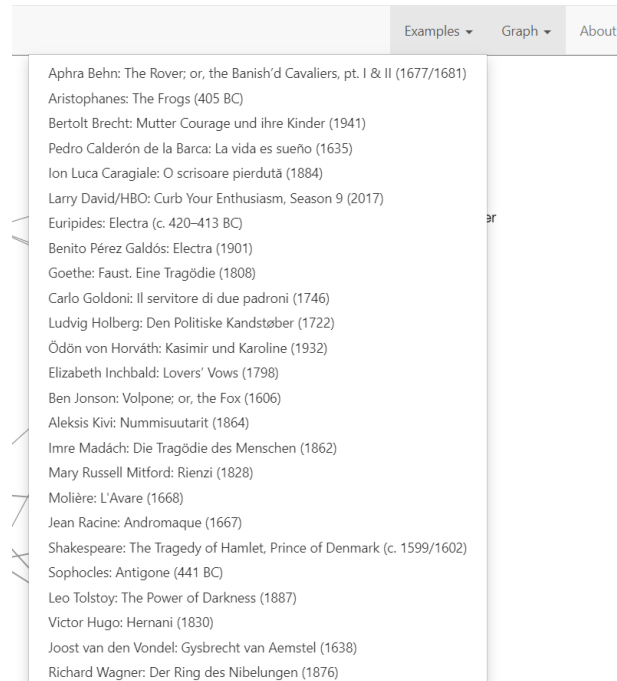 Examples Graph About
Aphra Behn: The Rover; or, the Banish’d Cavaliers, pt. I & II (1677/1681)
Aristophanes: The Frogs (405 BC)
Bertolt Brecht: Mutter Courage und ihre Kinder (1941)
Pedro Calderón de la Barca: La vida es sueño (1635)
Ion Luca Caragiale: O scrisoare pierdută (1884)
Larry David/HBO: Curb Your Enthusiasm, Season 9 (2017)
Euripides: Electra (c. 420–413 BC)
er
Benito Pérez Galdós: Electra (1901)
Goethe: Faust. Eine Tragödie (1808)
Carlo Goldoni: Il servitore di due padroni (1746)
Ludvig Holberg: Den Politiske Kandstøber (1722)
Ödön von Horváth: Kasimir und Karoline (1932)
Elizabeth Inchbald: Lovers’ Vows (1798)
Ben Jonson: Volpone; or, the Fox (1606)
Aleksis Kivi: Nummisuutarit (1864)
Imre Madách: Die Tragödie des Menschen (1862)
Mary Russell Mitford: Rienzi (1828)
Molière: L'Avare (1668)
Jean Racine: Andromaque (1667)
Shakespeare: The Tragedy of Hamlet, Prince of Denmark (c. 1599/1602)
Sophocles: Antigone (441 BC)
Leo Tolstoy: The Power of Darkness (1887)
Victor Hugo: Hernani (1830)
Joost van den Vondel: Gysbrecht van Aemstel (1638)
Richard Wagner: Der Ring des Nibelungen (1876)